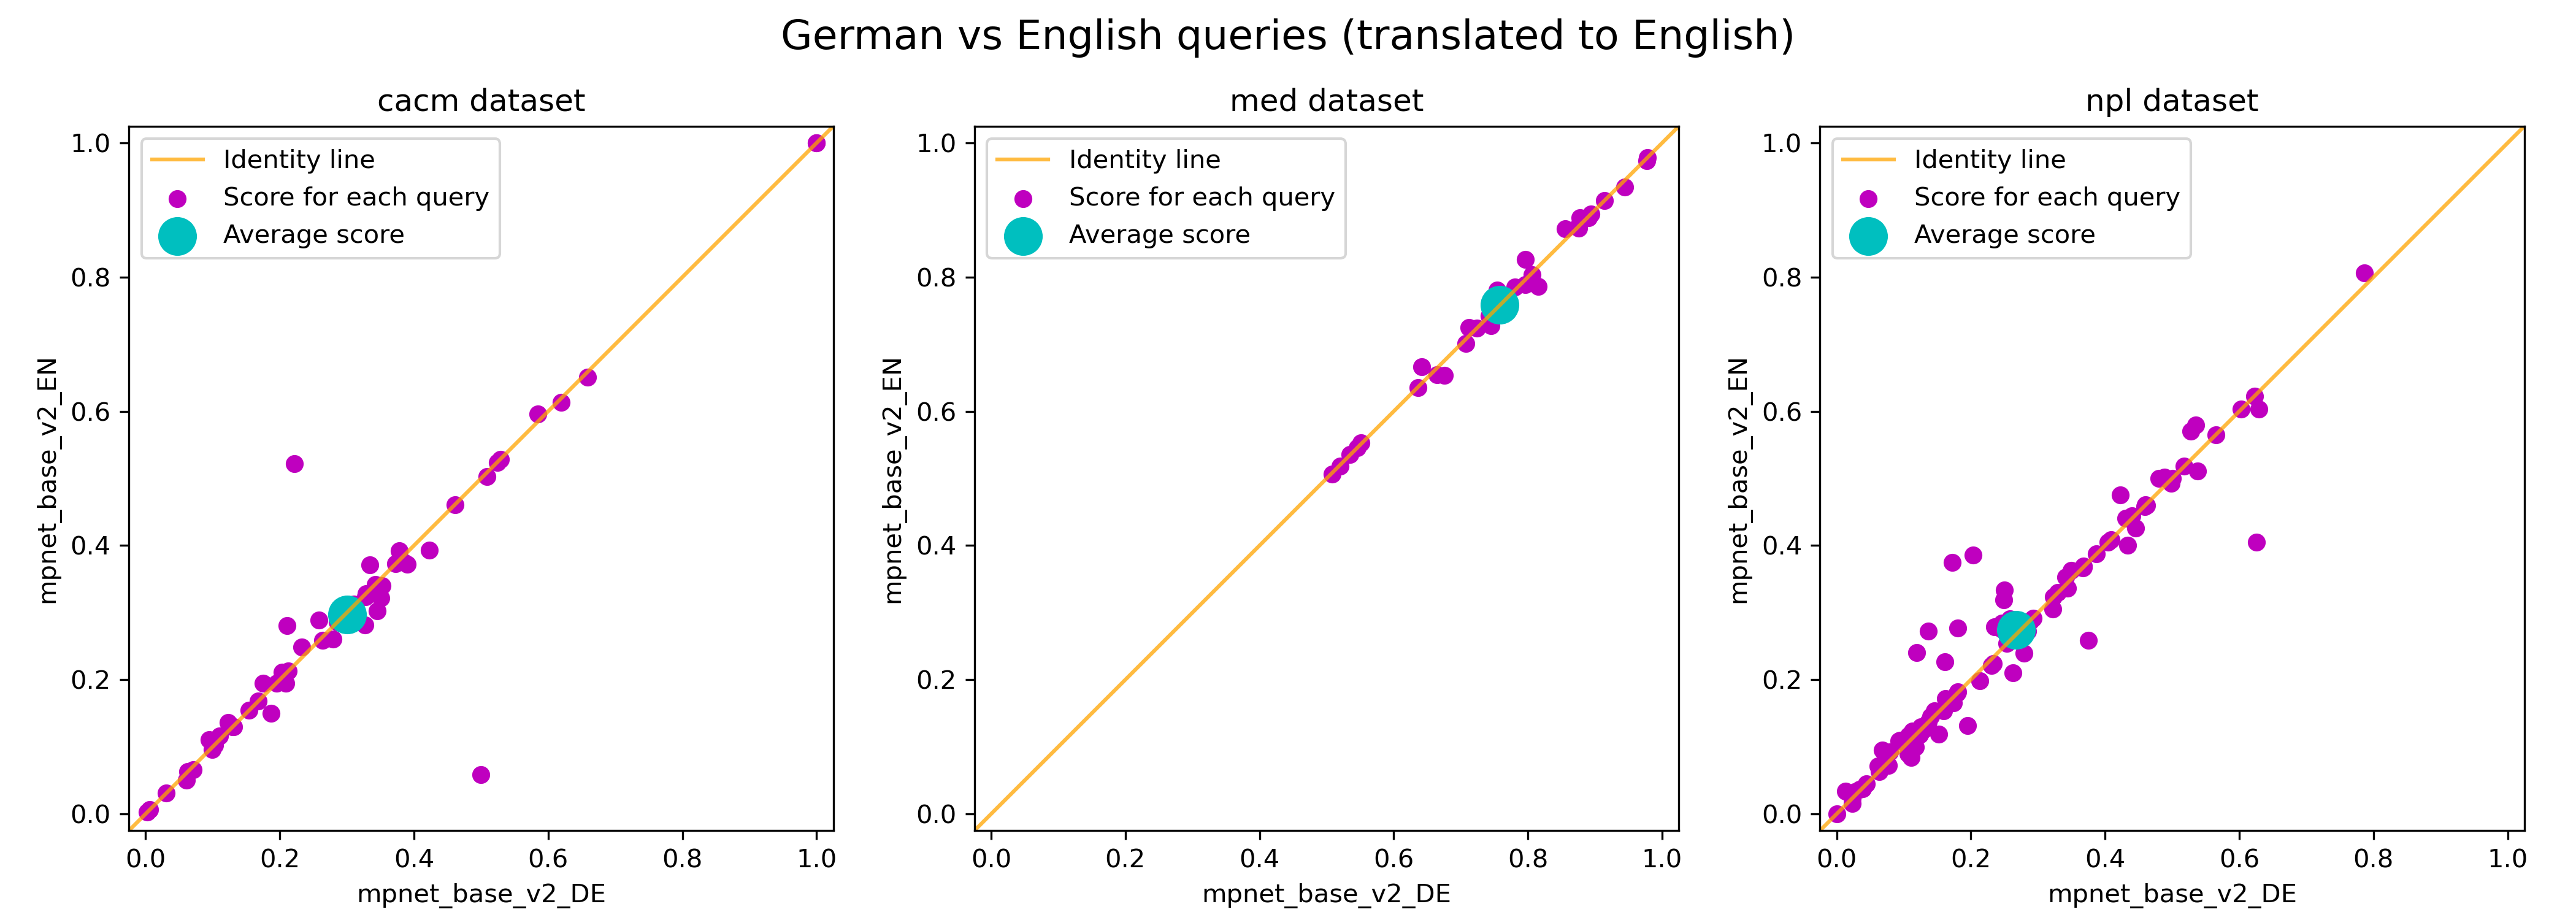 German vs English queries (translated to English)
cacm dataset
Identity line
Score for each query
Average score
1.0
0.8
0.6
0.4
0.2
0.0
mpnet_base_v2_EN
0.0 0.2 0.4 0.6 0.8 1.0
mpnet_base_v2_DE
med dataset
Identity line
Score for each query
Average score
1.0
0.8
0.6
0.4
0.2
0.0
mpnet_base_v2_EN
0.0 0.2 0.4 0.6 0.8 1.0
mpnet_base_v2_DE
npl dataset
Identity line
Score for each query
Average score
1.0
0.8
0.6
0.4
0.2
0.0
mpnet_base_v2_EN
0.0 0.2 0.4 0.6 0.8 1.0
mpnet_base_v2_DE